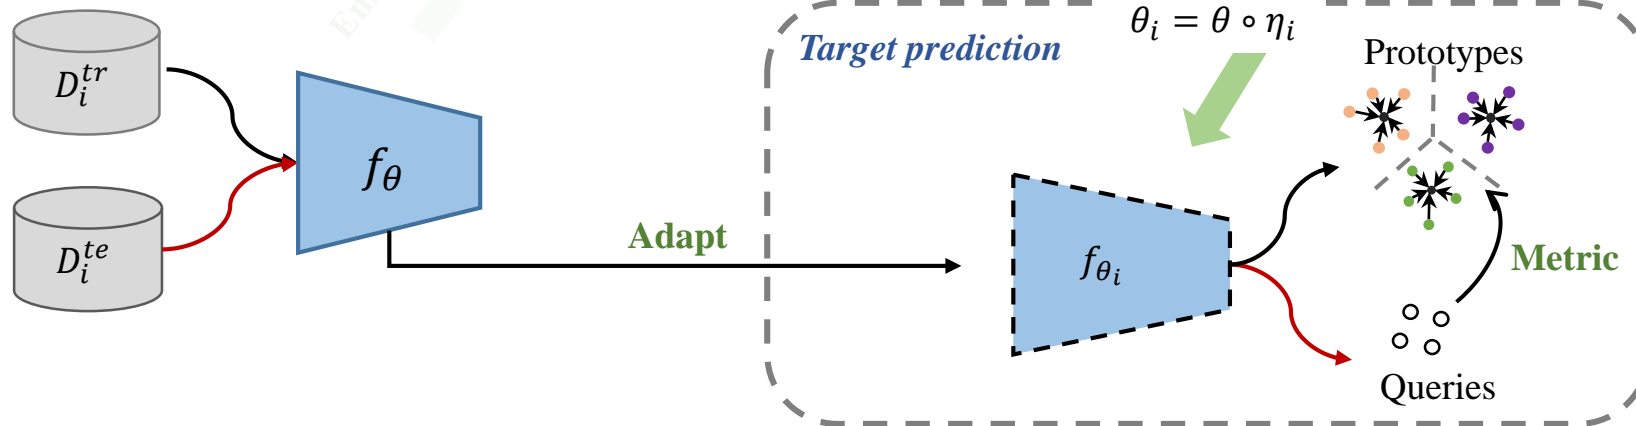 D_i^{tr}
D_i^{te}
f_θ
Adapt
Target prediction
θ_i = θ ∘ η_i
f_{θ_i}
Prototypes
Metric
Queries